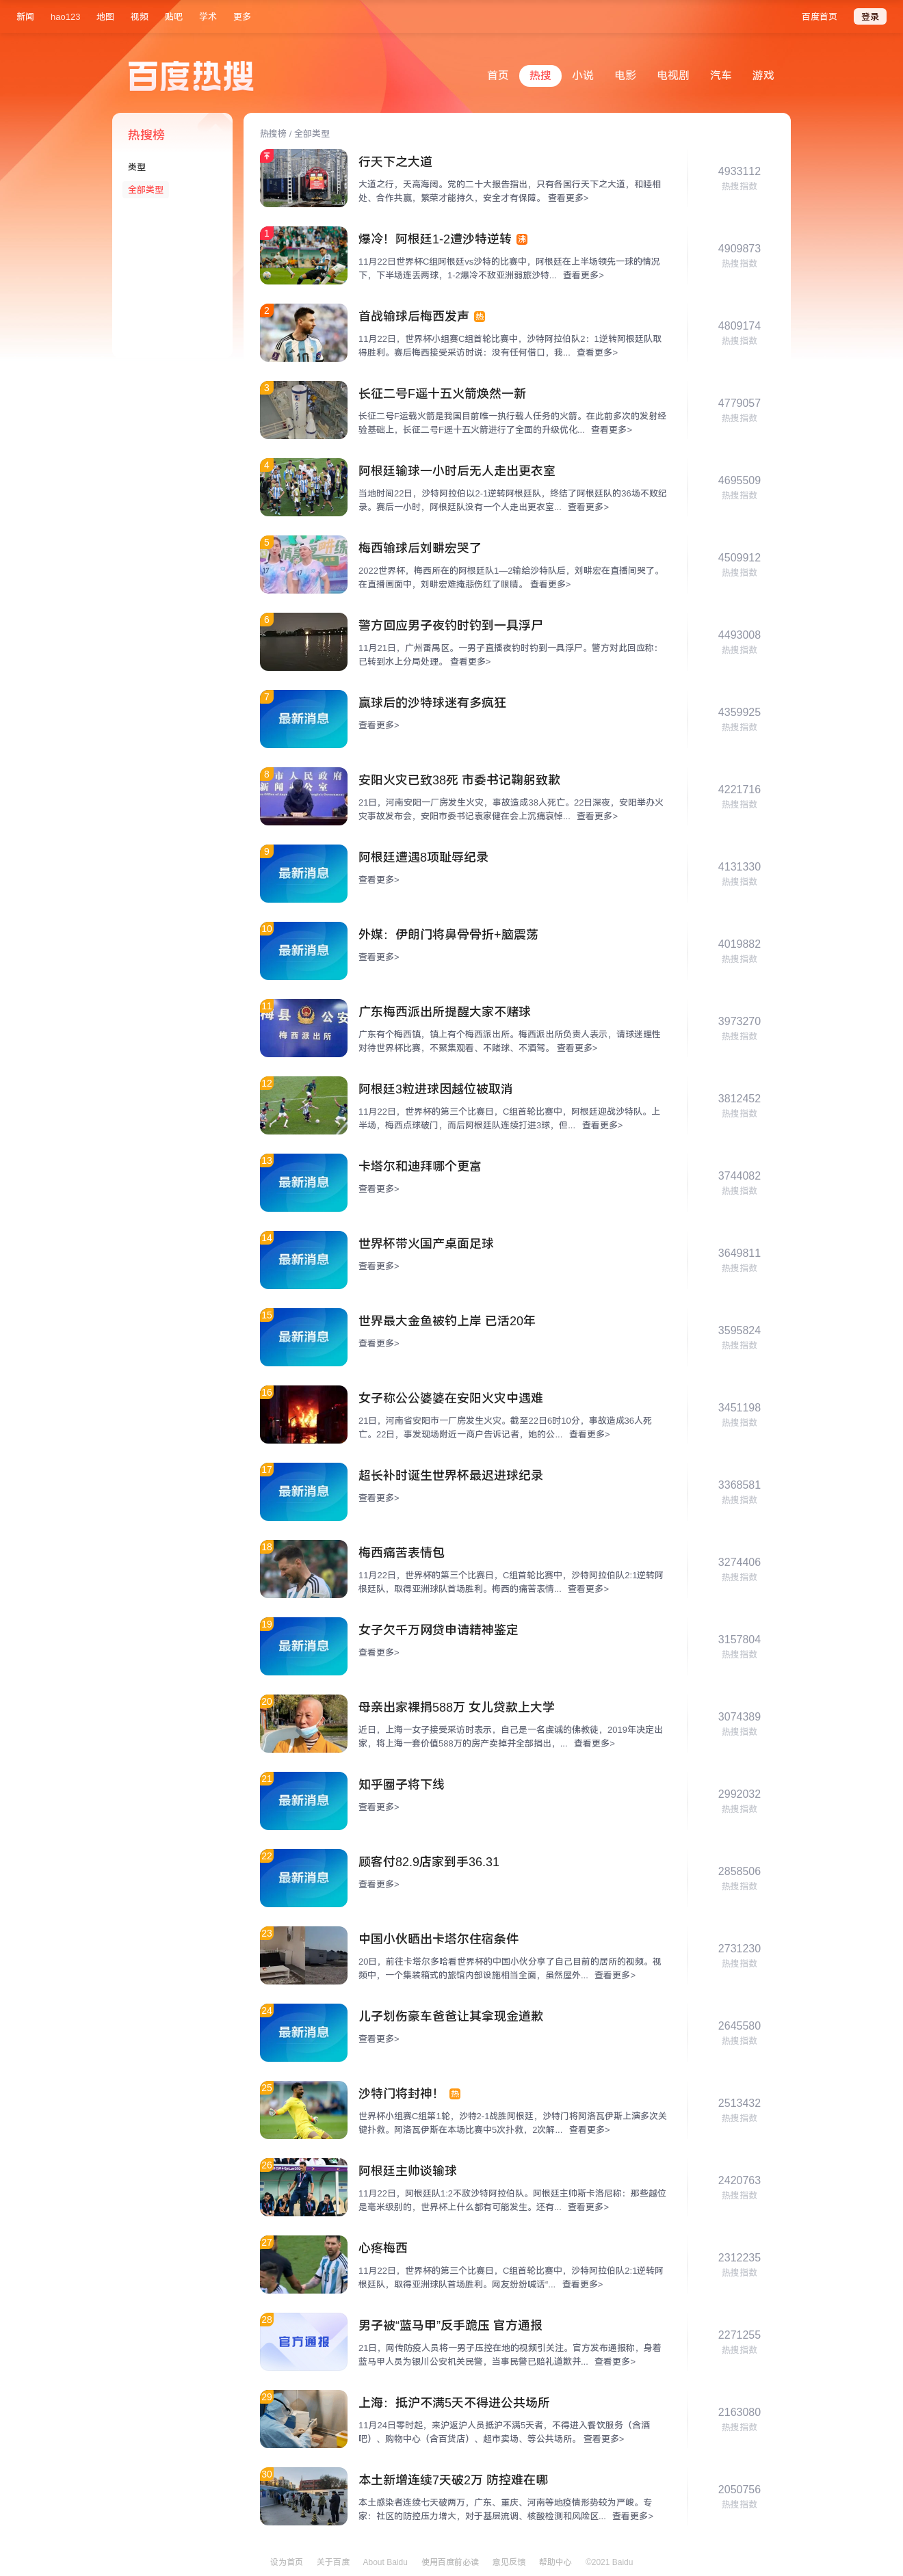 新闻 hao123 地图 视频 贴吧 学术 更多 百度首页 登录
百度热搜
首页 热搜 小说 电影 电视剧 汽车 游戏
热搜榜
类型
全部类型
热搜榜 / 全部类型
行天下之大道
大道之行，天高海阔。党的二十大报告指出，只有各国行天下之大道，和睦相
处、合作共赢，繁荣才能持久，安全才有保障。 查看更多>
4933112
热搜指数
1
爆冷！阿根廷1-2遭沙特逆转 沸
11月22日世界杯C组阿根廷vs沙特的比赛中，阿根廷在上半场领先一球的情况
下，下半场连丢两球，1-2爆冷不敌亚洲弱旅沙特... 查看更多>
4909873
热搜指数
2
首战输球后梅西发声 热
11月22日，世界杯小组赛C组首轮比赛中，沙特阿拉伯队2：1逆转阿根廷队取
得胜利。赛后梅西接受采访时说：没有任何借口，我... 查看更多>
4809174
热搜指数
3
长征二号F遥十五火箭焕然一新
长征二号F运载火箭是我国目前唯一执行载人任务的火箭。在此前多次的发射经
验基础上，长征二号F遥十五火箭进行了全面的升级优化... 查看更多>
4779057
热搜指数
4
阿根廷输球一小时后无人走出更衣室
当地时间22日，沙特阿拉伯以2-1逆转阿根廷队，终结了阿根廷队的36场不败纪
录。赛后一小时，阿根廷队没有一个人走出更衣室... 查看更多>
4695509
热搜指数
5
梅西输球后刘畊宏哭了
2022世界杯，梅西所在的阿根廷队1—2输给沙特队后，刘畊宏在直播间哭了。
在直播画面中，刘畊宏难掩悲伤红了眼睛。 查看更多>
4509912
热搜指数
6
警方回应男子夜钓时钓到一具浮尸
11月21日，广州番禺区。一男子直播夜钓时钓到一具浮尸。警方对此回应称：
已转到水上分局处理。 查看更多>
4493008
热搜指数
7
最新消息
赢球后的沙特球迷有多疯狂
查看更多>
4359925
热搜指数
8
市人民政府
新闻办公室
安阳火灾已致38死 市委书记鞠躬致歉
21日，河南安阳一厂房发生火灾，事故造成38人死亡。22日深夜，安阳举办火
灾事故发布会，安阳市委书记袁家健在会上沉痛哀悼... 查看更多>
4221716
热搜指数
9
最新消息
阿根廷遭遇8项耻辱纪录
查看更多>
4131330
热搜指数
10
最新消息
外媒：伊朗门将鼻骨骨折+脑震荡
查看更多>
4019882
热搜指数
11
梅县 公安
梅西派出所
广东梅西派出所提醒大家不赌球
广东有个梅西镇，镇上有个梅西派出所。梅西派出所负责人表示，请球迷理性
对待世界杯比赛，不聚集观看、不赌球、不酒驾。 查看更多>
3973270
热搜指数
12
阿根廷3粒进球因越位被取消
11月22日，世界杯的第三个比赛日，C组首轮比赛中，阿根廷迎战沙特队。上
半场，梅西点球破门，而后阿根廷队连续打进3球，但... 查看更多>
3812452
热搜指数
13
最新消息
卡塔尔和迪拜哪个更富
查看更多>
3744082
热搜指数
14
最新消息
世界杯带火国产桌面足球
查看更多>
3649811
热搜指数
15
最新消息
世界最大金鱼被钓上岸 已活20年
查看更多>
3595824
热搜指数
16
女子称公公婆婆在安阳火灾中遇难
21日，河南省安阳市一厂房发生火灾。截至22日6时10分，事故造成36人死
亡。22日，事发现场附近一商户告诉记者，她的公... 查看更多>
3451198
热搜指数
17
最新消息
超长补时诞生世界杯最迟进球纪录
查看更多>
3368581
热搜指数
18
梅西痛苦表情包
11月22日，世界杯的第三个比赛日，C组首轮比赛中，沙特阿拉伯队2:1逆转阿
根廷队，取得亚洲球队首场胜利。梅西的痛苦表情... 查看更多>
3274406
热搜指数
19
最新消息
女子欠千万网贷申请精神鉴定
查看更多>
3157804
热搜指数
20
母亲出家裸捐588万 女儿贷款上大学
近日，上海一女子接受采访时表示，自己是一名虔诚的佛教徒，2019年决定出
家，将上海一套价值588万的房产卖掉并全部捐出，... 查看更多>
3074389
热搜指数
21
最新消息
知乎圈子将下线
查看更多>
2992032
热搜指数
22
最新消息
顾客付82.9店家到手36.31
查看更多>
2858506
热搜指数
23
中国小伙晒出卡塔尔住宿条件
20日，前往卡塔尔多哈看世界杯的中国小伙分享了自己目前的居所的视频。视
频中，一个集装箱式的旅馆内部设施相当全面，虽然屋外... 查看更多>
2731230
热搜指数
24
最新消息
儿子划伤豪车爸爸让其拿现金道歉
查看更多>
2645580
热搜指数
25
沙特门将封神！ 热
世界杯小组赛C组第1轮，沙特2-1战胜阿根廷，沙特门将阿洛瓦伊斯上演多次关
键扑救。阿洛瓦伊斯在本场比赛中5次扑救，2次解... 查看更多>
2513432
热搜指数
26
阿根廷主帅谈输球
11月22日，阿根廷队1:2不敌沙特阿拉伯队。阿根廷主帅斯卡洛尼称：那些越位
是毫米级别的，世界杯上什么都有可能发生。还有... 查看更多>
2420763
热搜指数
27
心疼梅西
11月22日，世界杯的第三个比赛日，C组首轮比赛中，沙特阿拉伯队2:1逆转阿
根廷队，取得亚洲球队首场胜利。网友纷纷喊话“... 查看更多>
2312235
热搜指数
28
官方通报
男子被“蓝马甲”反手跪压 官方通报
21日，网传防疫人员将一男子压控在地的视频引关注。官方发布通报称，身着
蓝马甲人员为银川公安机关民警，当事民警已赔礼道歉并... 查看更多>
2271255
热搜指数
29
上海：抵沪不满5天不得进公共场所
11月24日零时起，来沪返沪人员抵沪不满5天者，不得进入餐饮服务（含酒
吧）、购物中心（含百货店）、超市卖场、等公共场所。 查看更多>
2163080
热搜指数
30
本土新增连续7天破2万 防控难在哪
本土感染者连续七天破两万，广东、重庆、河南等地疫情形势较为严峻。专
家：社区的防控压力增大，对于基层流调、核酸检测和风险区... 查看更多>
2050756
热搜指数
设为首页 关于百度 About Baidu 使用百度前必读 意见反馈 帮助中心 ©2021 Baidu